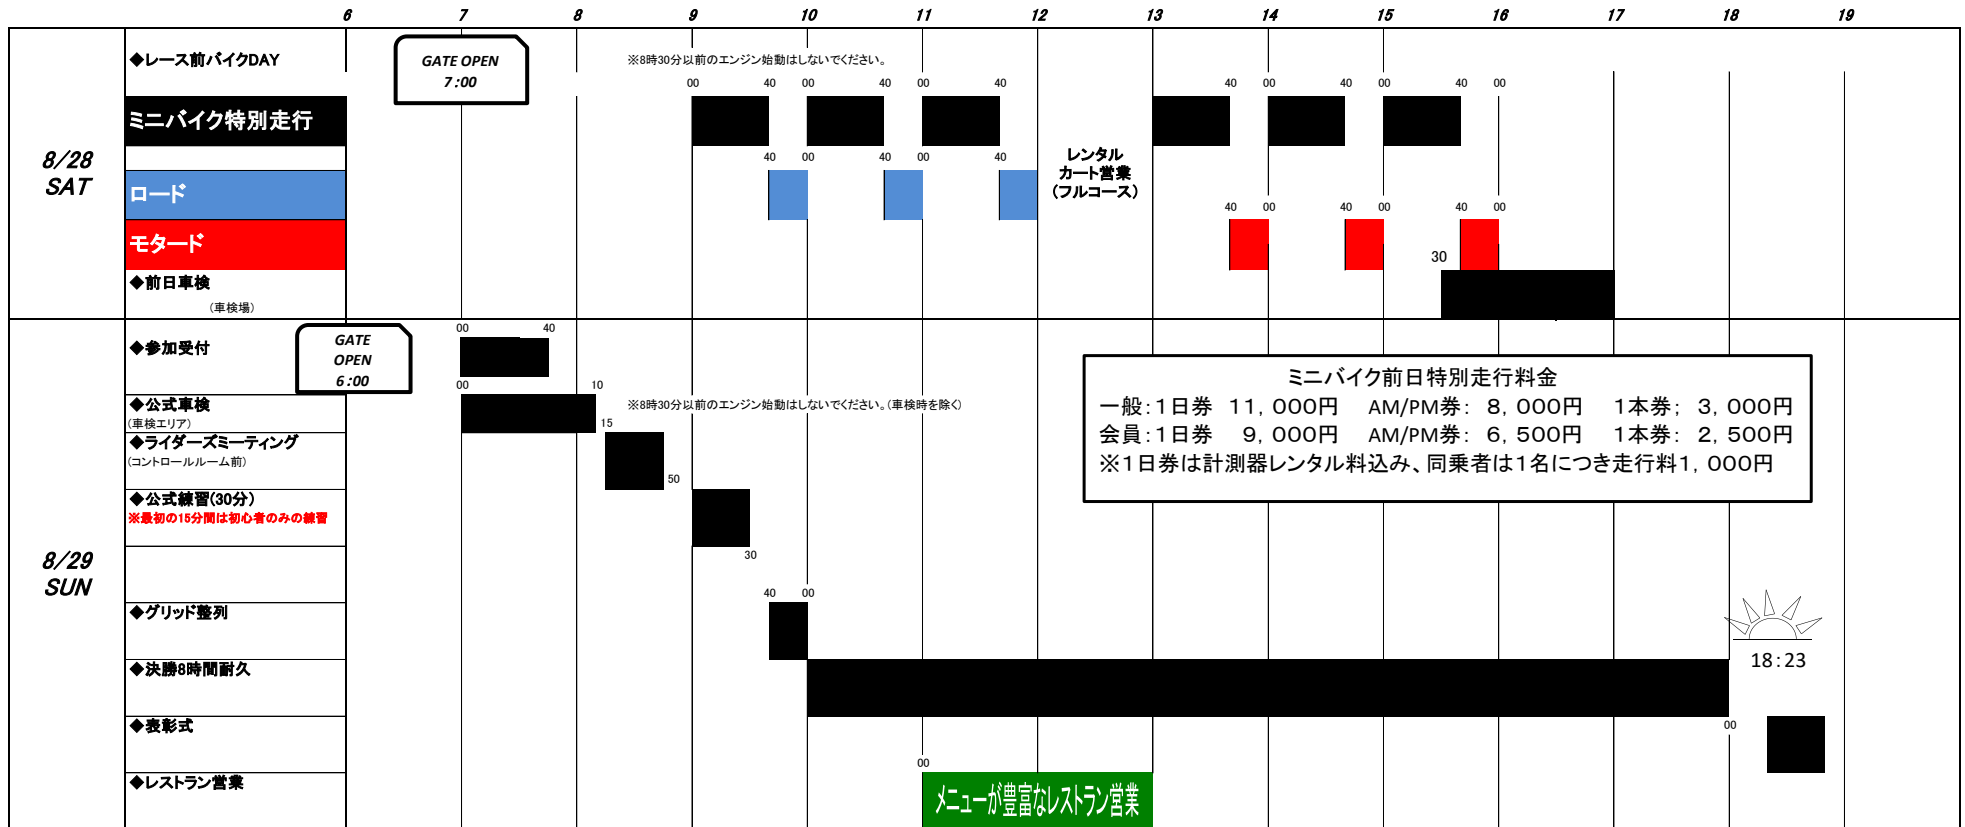 6 7 8 9 10 11 12 13 14 15 16 17 18 19
8/28
SAT
◆レース前バイクDAY
GATE OPEN
7:00
※8時30分以前のエンジン始動はしないでください。
00 40 00 40 00 40 40 00 40 00 40 00
ミニバイク特別走行
40 00 40 00 40
ロード
レンタル
カート営業
(フルコース)
40 00 40 00 40 00
モタード
30
◆前日車検
(車検場)
8/29
SUN
GATE
OPEN
6:00
00 40
◆参加受付
00 10
◆公式車検
(車検エリア)
※8時30分以前のエンジン始動はしないでください。(車検時を除く)
15
◆ライダーズミーティング
(コントロールルーム前)
50
◆公式練習(30分)
※最初の15分間は初心者のみの練習
30
40 00
◆グリッド整列
◆決勝8時間耐久
18:23
◆表彰式
00
00
◆レストラン営業
メニューが豊富なレストラン営業
ミニバイク前日特別走行料金
一般:1日券 11,000円 AM/PM券: 8,000円 1本券; 3,000円
会員:1日券 9,000円 AM/PM券: 6,500円 1本券: 2,500円
※1日券は計測器レンタル料込み、同乗者は1名につき走行料1,000円